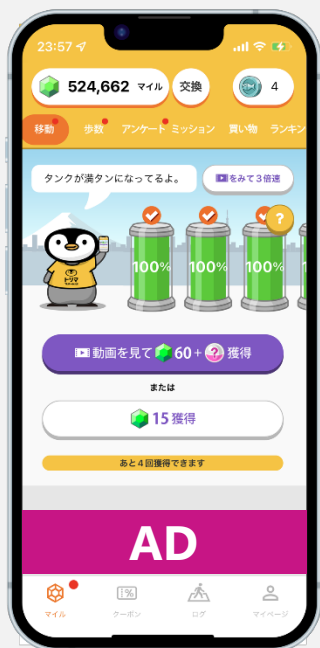 23:57
524,662 マイル
交換
4
移動 歩数 アンケート ミッション 買い物 ランキン
タンクが満タンになってるよ。
をみて3倍速
?
100% 100% 100%
トリマ
動画を見て 60 + ? 獲得
または
15 獲得
あと4回獲得できます
AD
マイル クーポン ログ マイページ